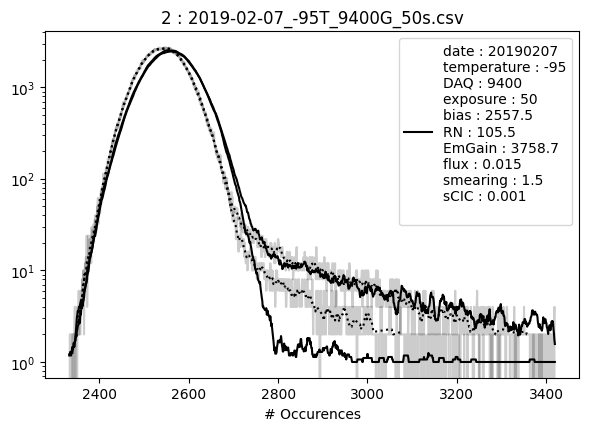 2 : 2019-02-07_-95T_9400G_50s.csv
date : 20190207
temperature : -95
DAQ : 9400
exposure : 50
bias : 2557.5
RN : 105.5
EmGain : 3758.7
flux : 0.015
smearing : 1.5
sCIC : 0.001
10³
10²
10¹
10⁰
2400 2600 2800 3000 3200 3400
# Occurences